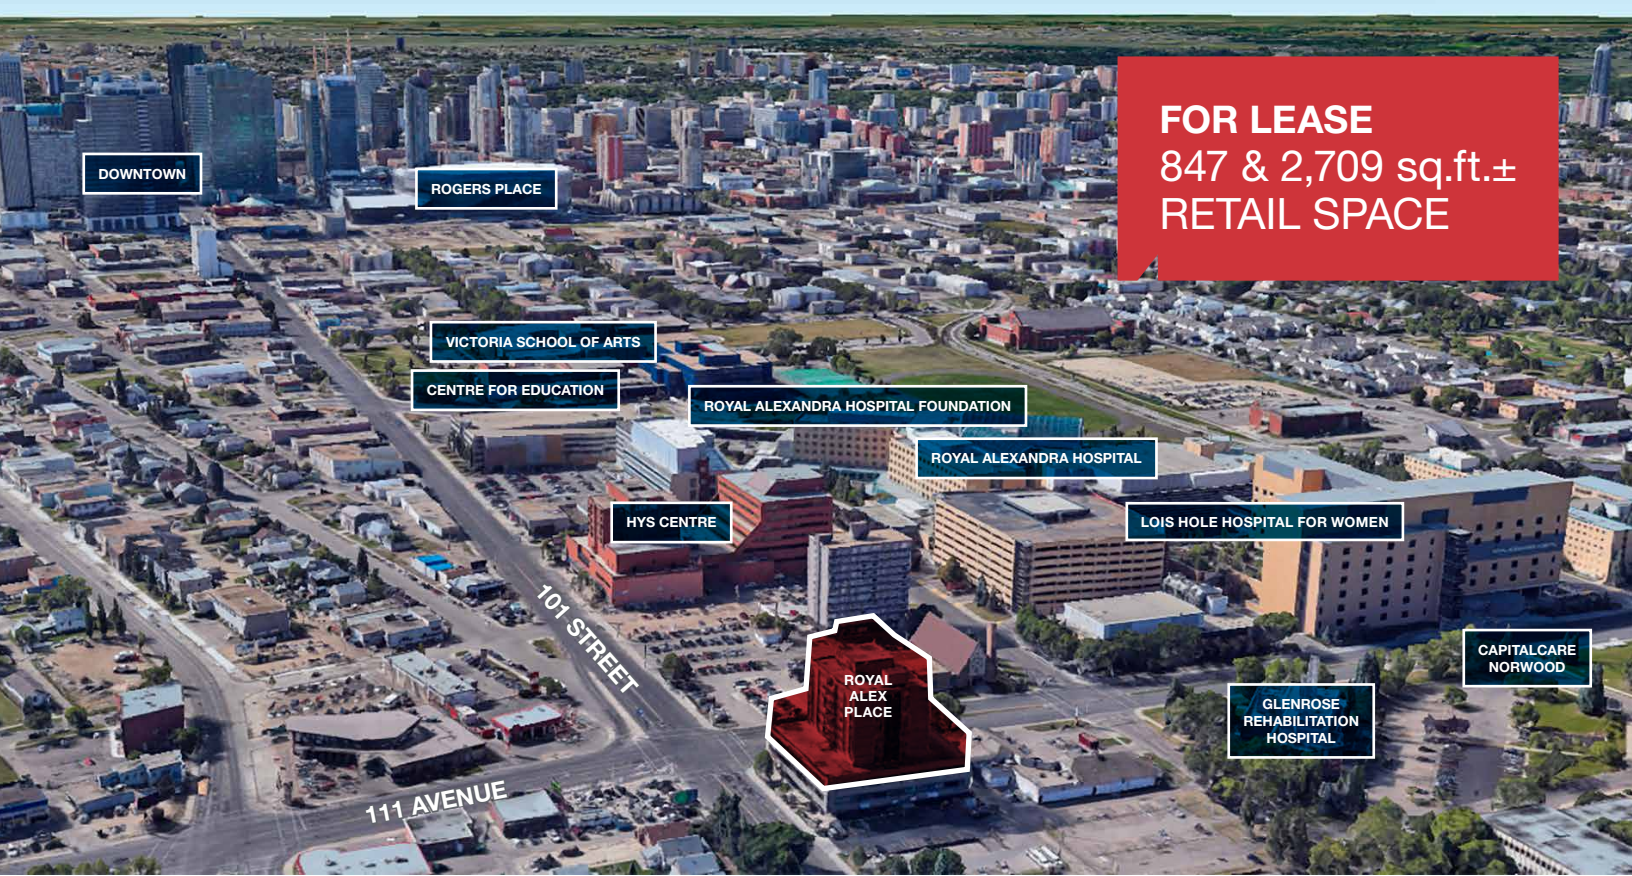 FOR LEASE
847 & 2,709 sq.ft.±
RETAIL SPACE
DOWNTOWN
ROGERS PLACE
VICTORIA SCHOOL OF ARTS
CENTRE FOR EDUCATION
ROYAL ALEXANDRA HOSPITAL FOUNDATION
ROYAL ALEXANDRA HOSPITAL
HYS CENTRE
LOIS HOLE HOSPITAL FOR WOMEN
101 STREET
CAPITALCARE
NORWOOD
ROYAL
ALEX
PLACE
GLENROSE
REHABILITATION
HOSPITAL
111 AVENUE